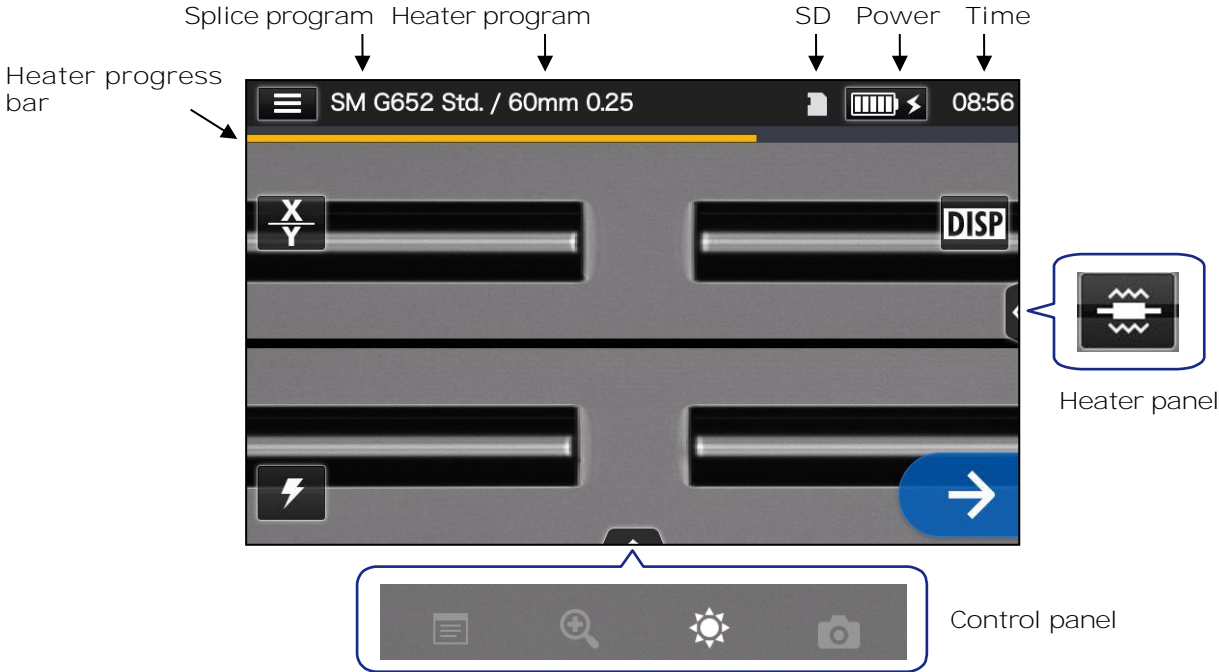 Splice program Heater program SD Power Time
Heater progress
bar
SM G652 Std. / 60mm 0.25 08:56
X
Y
DISP
Heater panel
Control panel